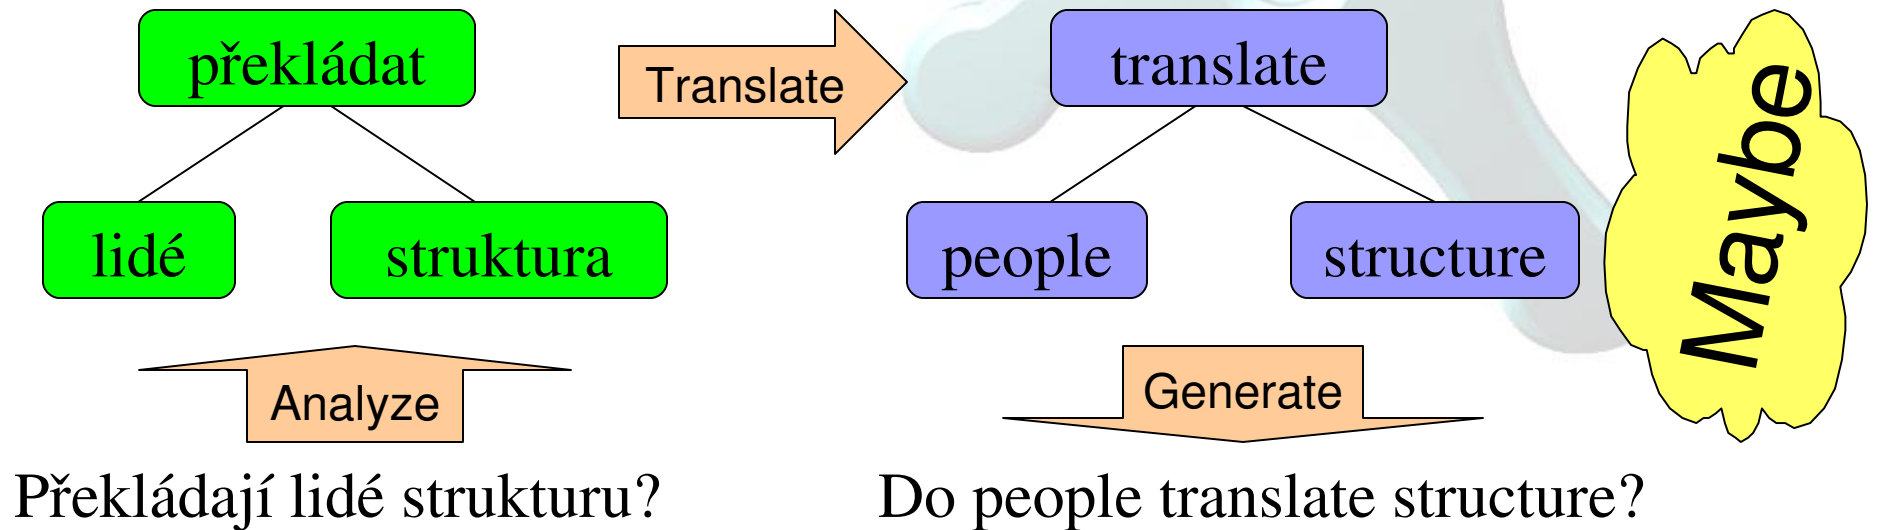 překládat
lidé
struktura
Analyze
Překládají lidé strukturu?
Translate
translate
people
structure
Generate
Do people translate structure?
Maybe